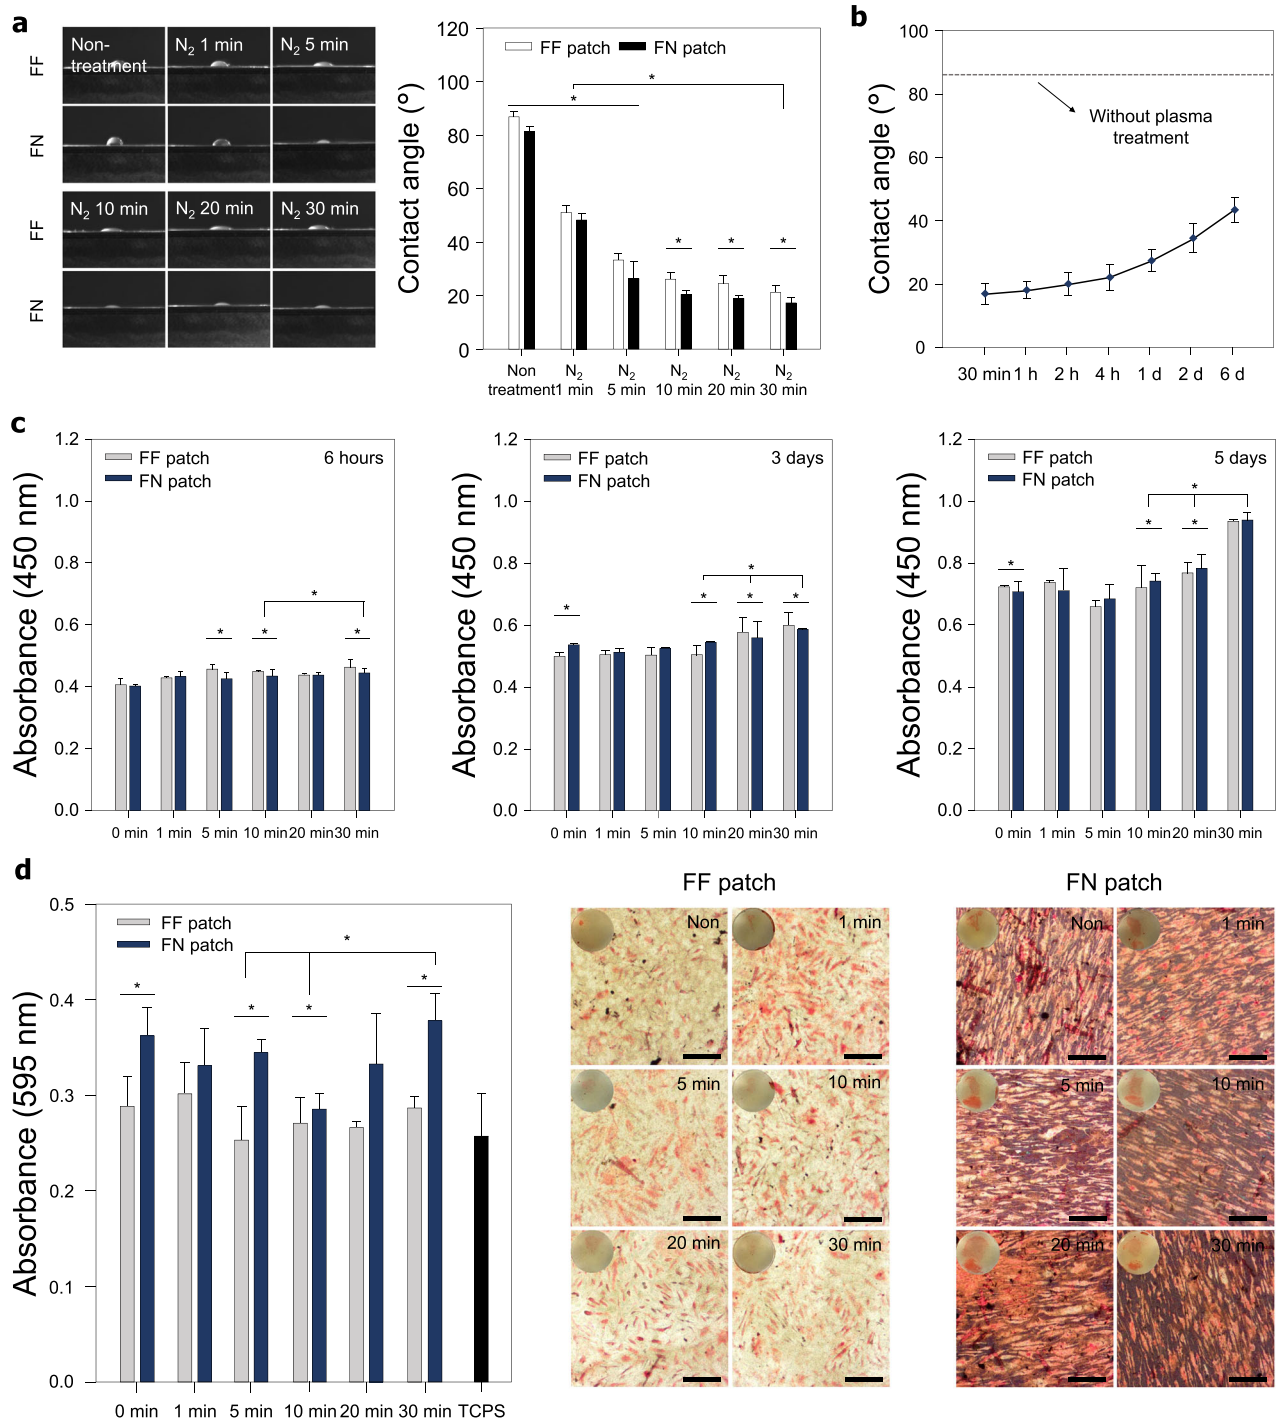 a
Non-
treatment
N2 1 min
N2 5 min
FF
FN
N2 10 min
N2 20 min
N2 30 min
FF
FN
Contact angle (°)
120
100
80
60
40
20
0
FF patch
FN patch
*
*
*
*
*
Non
treatment
N2
1 min
N2
5 min
N2
10 min
N2
20 min
N2
30 min
b
Contact angle (°)
100
80
60
40
20
0
Without plasma
treatment
30 min 1 h 2 h 4 h 1 d 2 d 6 d
c
Absorbance (450 nm)
1.2
1.0
0.8
0.6
0.4
0.2
0.0
FF patch
FN patch
6 hours
*
*
*
*
0 min 1 min 5 min 10 min 20 min 30 min
Absorbance (450 nm)
1.2
1.0
0.8
0.6
0.4
0.2
0.0
FF patch
FN patch
3 days
*
*
*
*
*
0 min 1 min 5 min 10 min 20 min 30 min
Absorbance (450 nm)
1.2
1.0
0.8
0.6
0.4
0.2
0.0
FF patch
FN patch
5 days
*
*
*
*
0 min 1 min 5 min 10 min 20 min 30 min
d
Absorbance (595 nm)
0.5
0.4
0.3
0.2
0.1
0.0
FF patch
FN patch
*
*
*
*
*
0 min 1 min 5 min 10 min 20 min 30 min TCPS
FF patch
Non
1 min
5 min
10 min
20 min
30 min
FN patch
Non
1 min
5 min
10 min
20 min
30 min